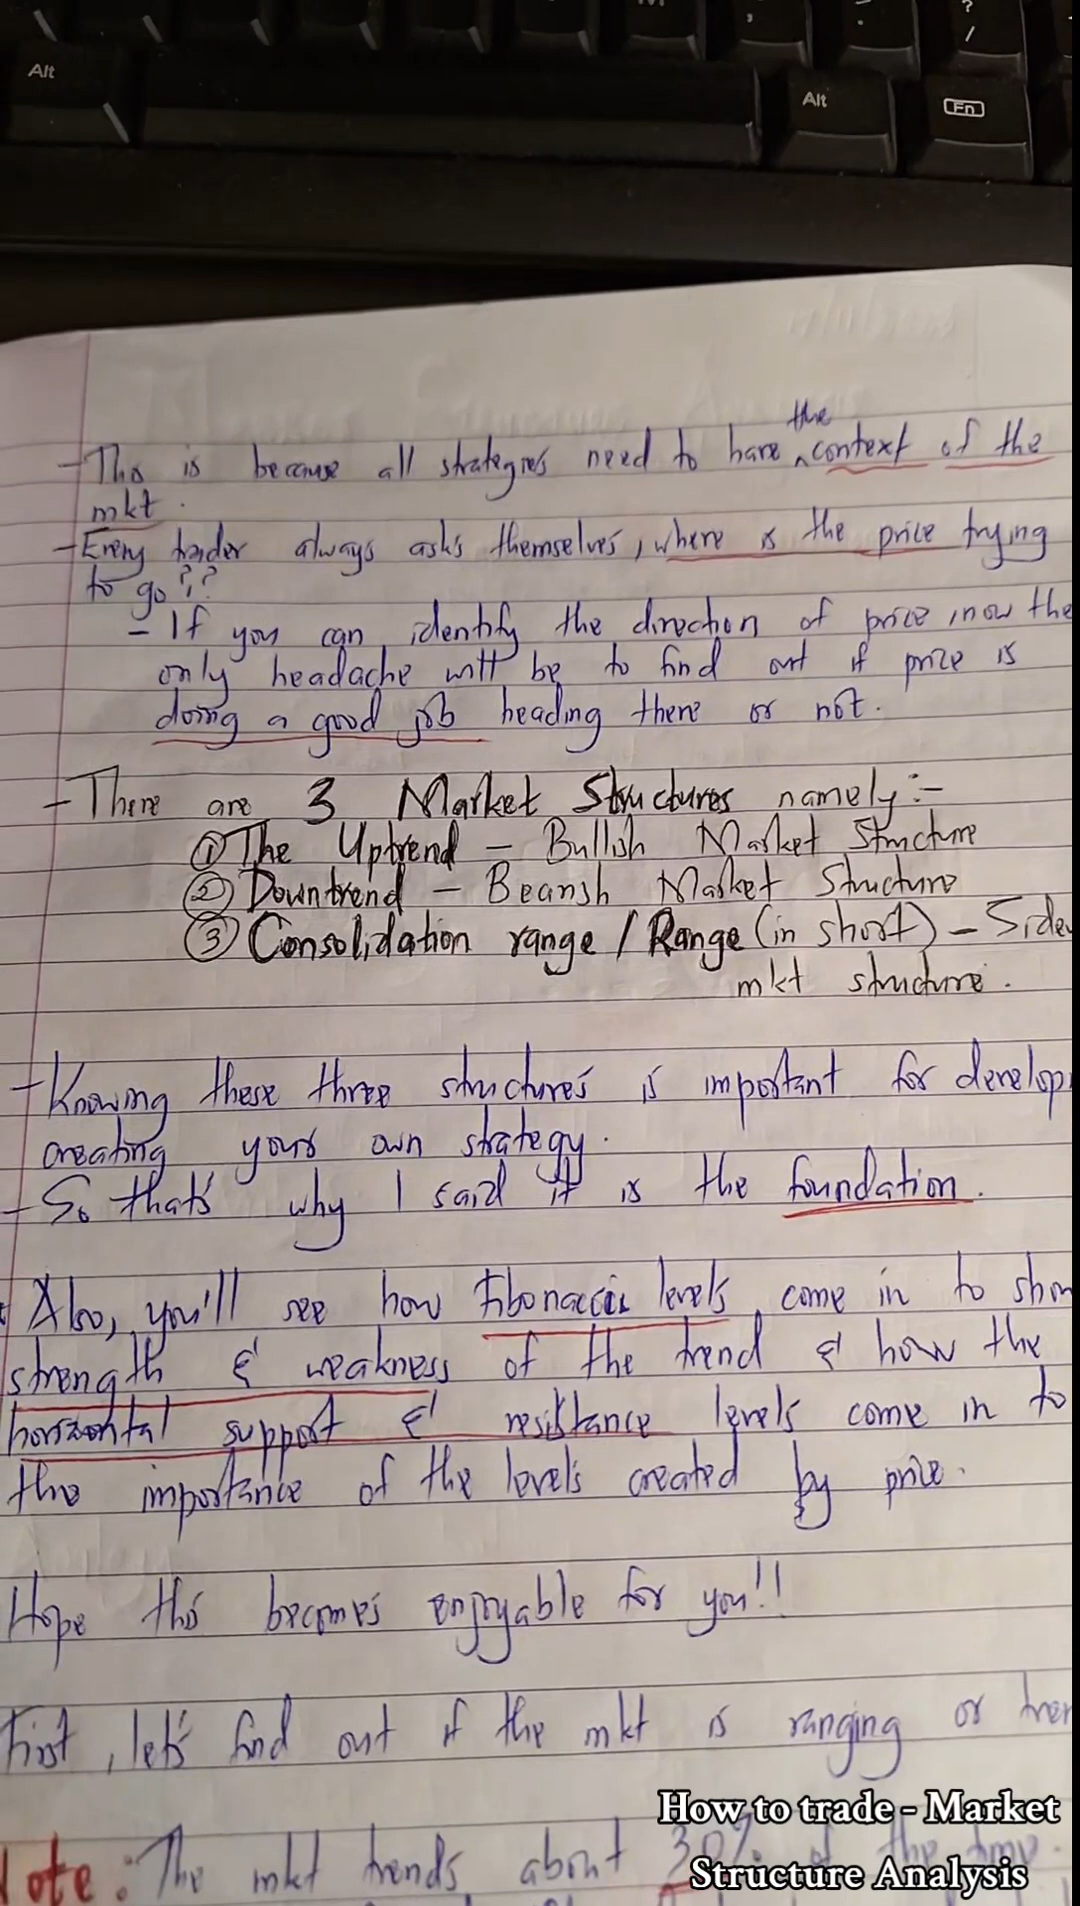 Alt
Alt
Fn
?
/
the
- This is because all strategies need to have ^ context of the
mkt.
- Every trader always asks themselves, where is the price trying
to go??
- If you can identify the direction of price, now the
only headache will be to find out if price is
doing a good job heading there or not.
- There are 3 Market Structures namely:-
① The Uptrend - Bullish Market Structure
② Downtrend - Bearish Market Structure
③ Consolidation range / Range (in short) - Side
mkt structure.
- Knowing these three structures is important for develop
creating your own strategy.
- So that's why I said it is the foundation.
Also, you'll see how Fibonacci levels, come in to show
strength & weakness of the trend & how the
horizontal support & resistance levels come in to
the importance of the levels created by price.
Hope this becomes enjoyable for you!!
First, let's find out if the mkt is ranging or tren
Note: The mkt trends about 30% of the time.
How to trade - Market
Structure Analysis